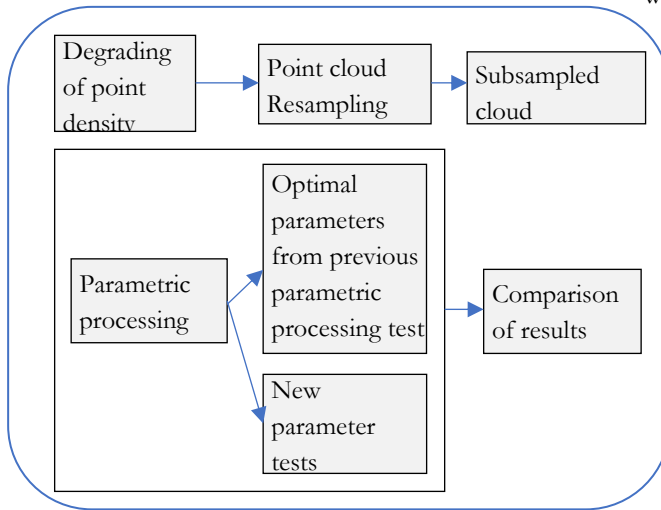 w
Degrading
of point
density
Point cloud
Resampling
Subsampled
cloud
Parametric
processing
Optimal
parameters
from previous
parametric
processing test
New
parameter
tests
Comparison
of results